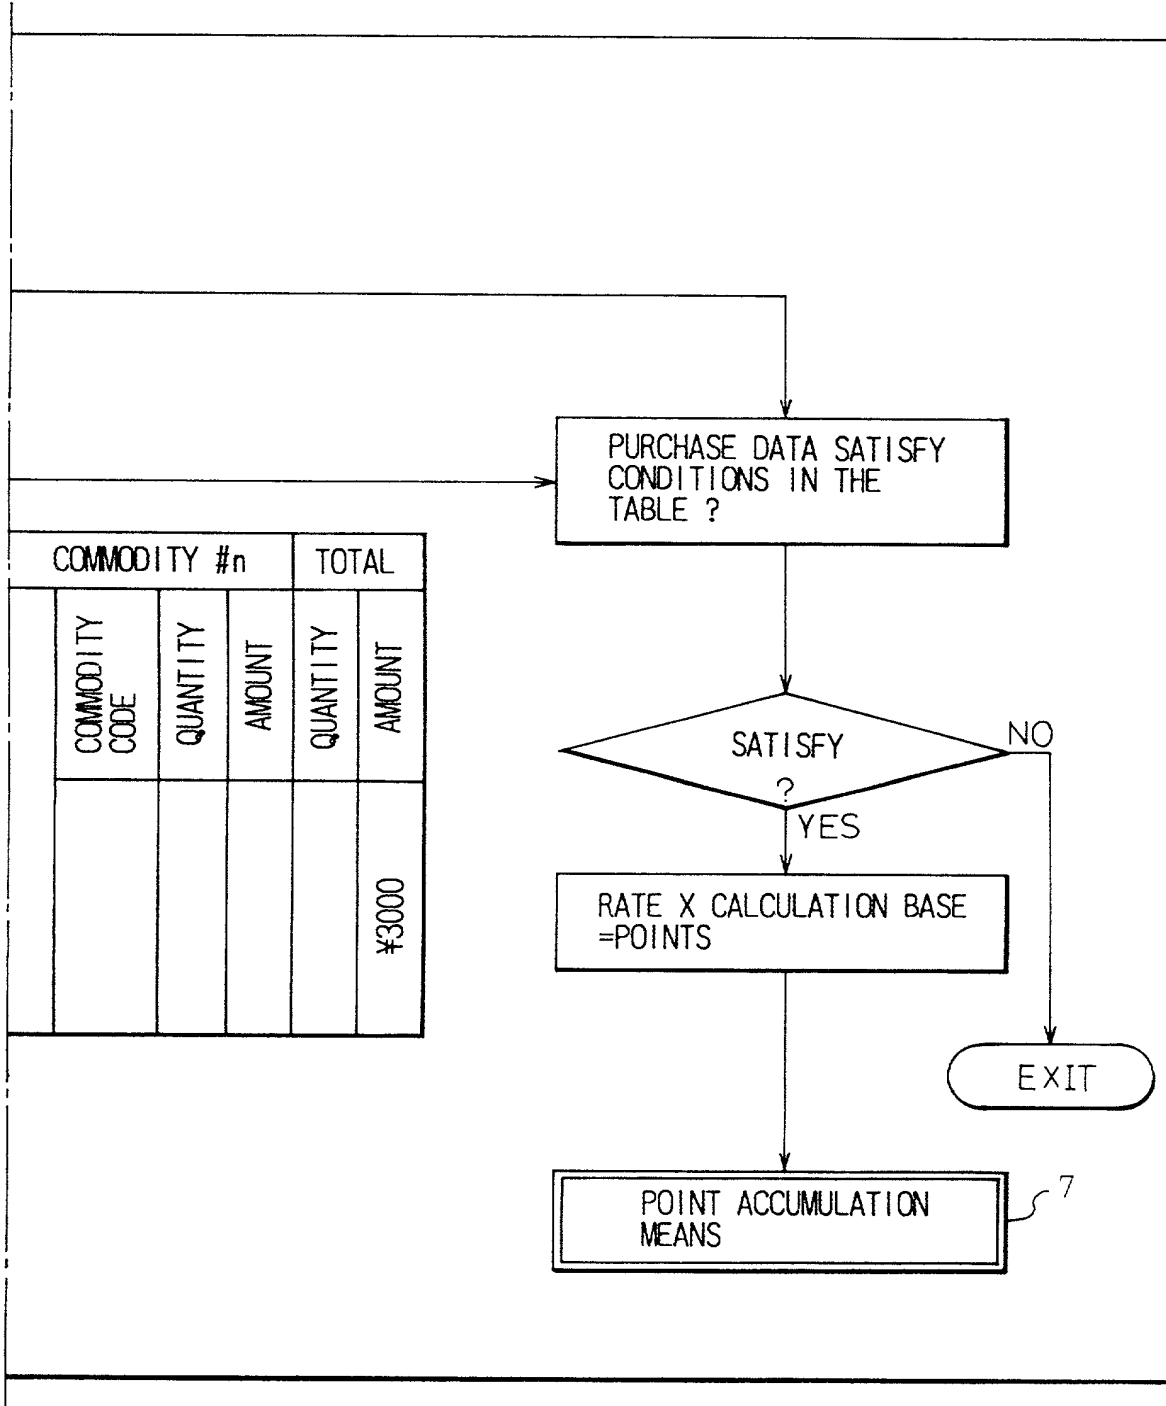 PURCHASE DATA SATISFY
CONDITIONS IN THE
TABLE ?
COMMODITY #n
TOTAL
COMMODITY
CODE
QUANTITY
AMOUNT
QUANTITY
AMOUNT
¥3000
SATISFY
?
NO
YES
RATE X CALCULATION BASE
=POINTS
EXIT
POINT ACCUMULATION
MEANS
7